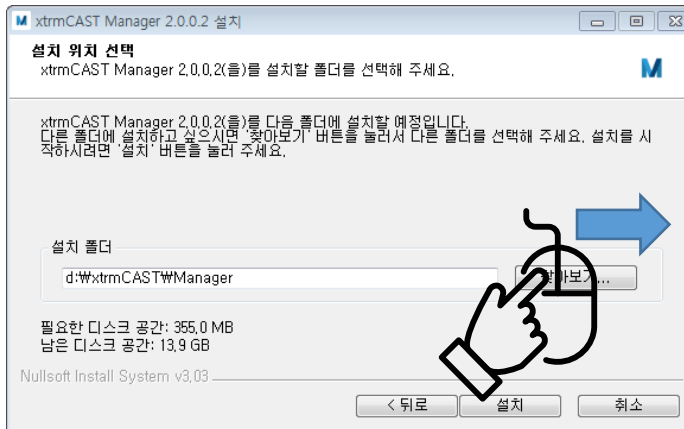 xtrmCAST Manager 2.0.0.2 설치
설치 위치 선택
xtrmCAST Manager 2.0.0.2(을)를 설치할 폴더를 선택해 주세요.
M
xtrmCAST Manager 2.0.0.2(을)를 다음 폴더에 설치할 예정입니다.
다른 폴더에 설치하고 싶으시면 '찾아보기' 버튼을 눌러서 다른 폴더를 선택해 주세요. 설치를 시
작하시려면 '설치' 버튼을 눌러 주세요.
설치 폴더
d:₩xtrmCAST₩Manager
찾아보기...
필요한 디스크 공간: 355.0 MB
남은 디스크 공간: 13.9 GB
Nullsoft Install System v3.03
< 뒤로
설치
취소